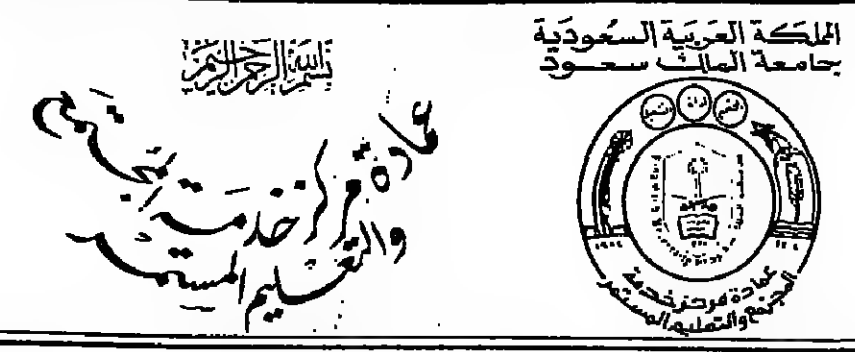 المملكة العربية السعودية
جامعة الملك سعود
بسم الله الرحمن الرحيم
عمادة مركز خدمة المجتمع
والتعليم المستمر
عمادة مركز خدمة
المجتمع والتعليم المستمر